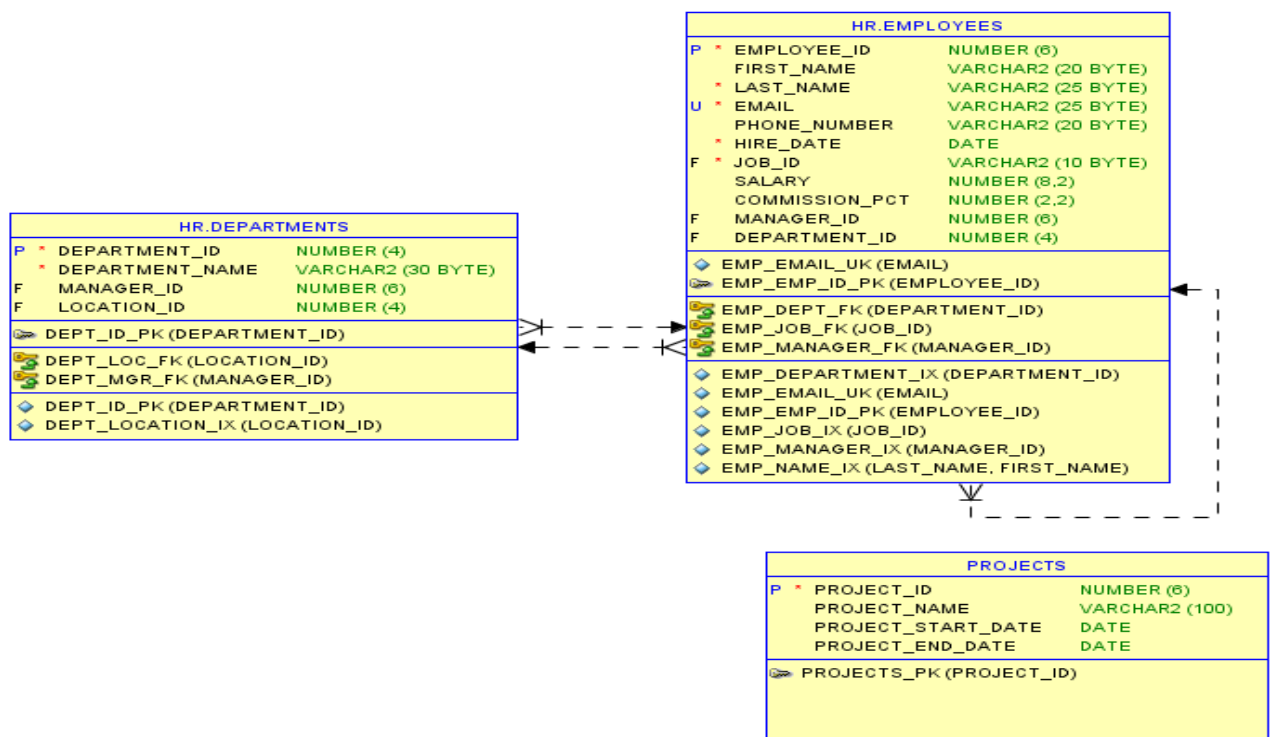 HR.EMPLOYEES
P * EMPLOYEE_ID NUMBER (6)
FIRST_NAME VARCHAR2 (20 BYTE)
* LAST_NAME VARCHAR2 (25 BYTE)
U * EMAIL VARCHAR2 (25 BYTE)
PHONE_NUMBER VARCHAR2 (20 BYTE)
* HIRE_DATE DATE
F * JOB_ID VARCHAR2 (10 BYTE)
SALARY NUMBER (8,2)
COMMISSION_PCT NUMBER (2,2)
F MANAGER_ID NUMBER (6)
F DEPARTMENT_ID NUMBER (4)
EMP_EMAIL_UK (EMAIL)
EMP_EMP_ID_PK (EMPLOYEE_ID)
EMP_DEPT_FK (DEPARTMENT_ID)
EMP_JOB_FK (JOB_ID)
EMP_MANAGER_FK (MANAGER_ID)
EMP_DEPARTMENT_IX (DEPARTMENT_ID)
EMP_EMAIL_UK (EMAIL)
EMP_EMP_ID_PK (EMPLOYEE_ID)
EMP_JOB_IX (JOB_ID)
EMP_MANAGER_IX (MANAGER_ID)
EMP_NAME_IX (LAST_NAME, FIRST_NAME)
HR.DEPARTMENTS
P * DEPARTMENT_ID NUMBER (4)
* DEPARTMENT_NAME VARCHAR2 (30 BYTE)
F MANAGER_ID NUMBER (6)
F LOCATION_ID NUMBER (4)
DEPT_ID_PK (DEPARTMENT_ID)
DEPT_LOC_FK (LOCATION_ID)
DEPT_MGR_FK (MANAGER_ID)
DEPT_ID_PK (DEPARTMENT_ID)
DEPT_LOCATION_IX (LOCATION_ID)
PROJECTS
P * PROJECT_ID NUMBER (6)
PROJECT_NAME VARCHAR2 (100)
PROJECT_START_DATE DATE
PROJECT_END_DATE DATE
PROJECTS_PK (PROJECT_ID)